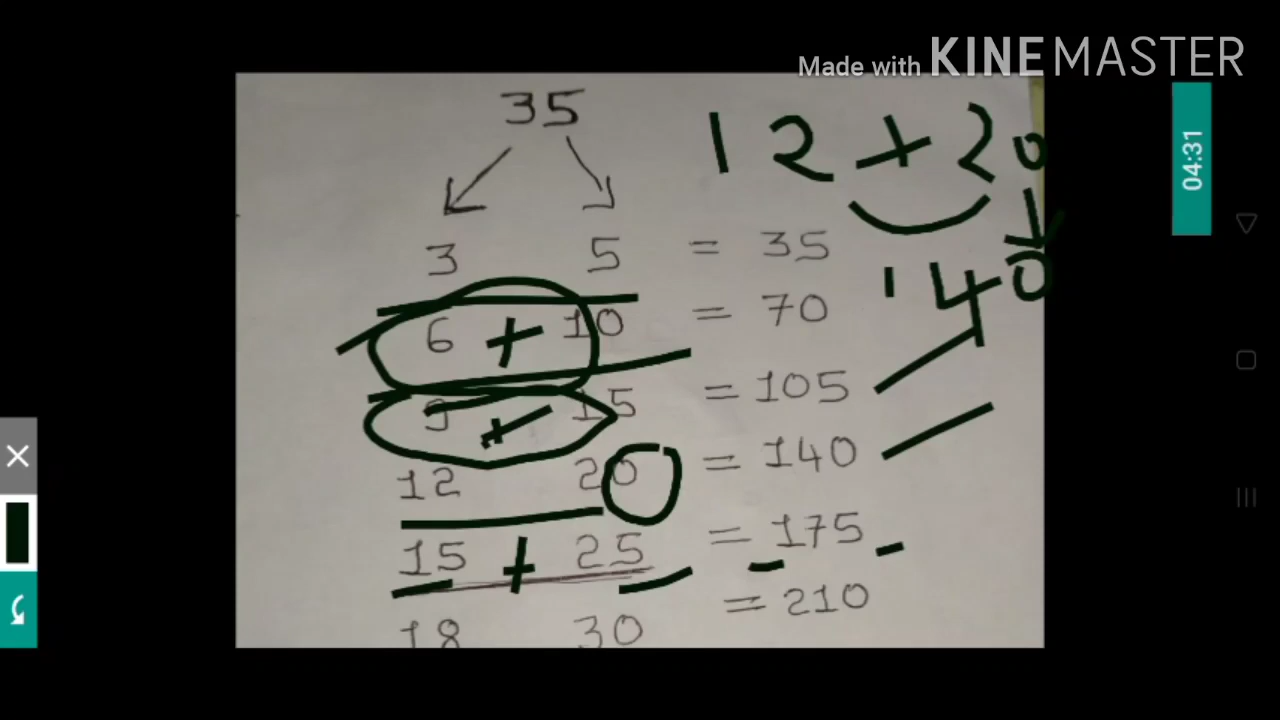 Made with KINEMASTER
35
12 + 20
04:31
3 5 = 35
140
6 + 10 = 70
9 + 15 = 105
12 20 = 140
15 + 25 = 175
18 30 = 210